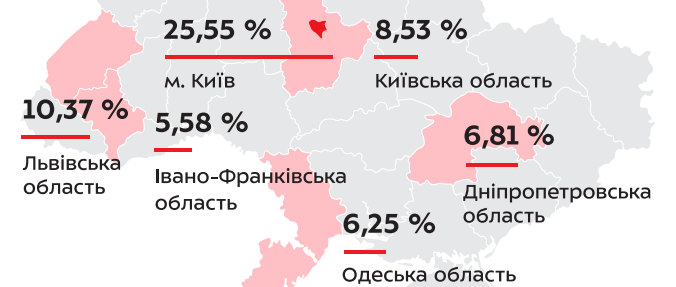 25,55 %
м. Київ
8,53 %
Київська область
10,37 %
Львівська
область
5,58 %
Івано-Франківська
область
6,81 %
Дніпропетровська
область
6,25 %
Одеська область